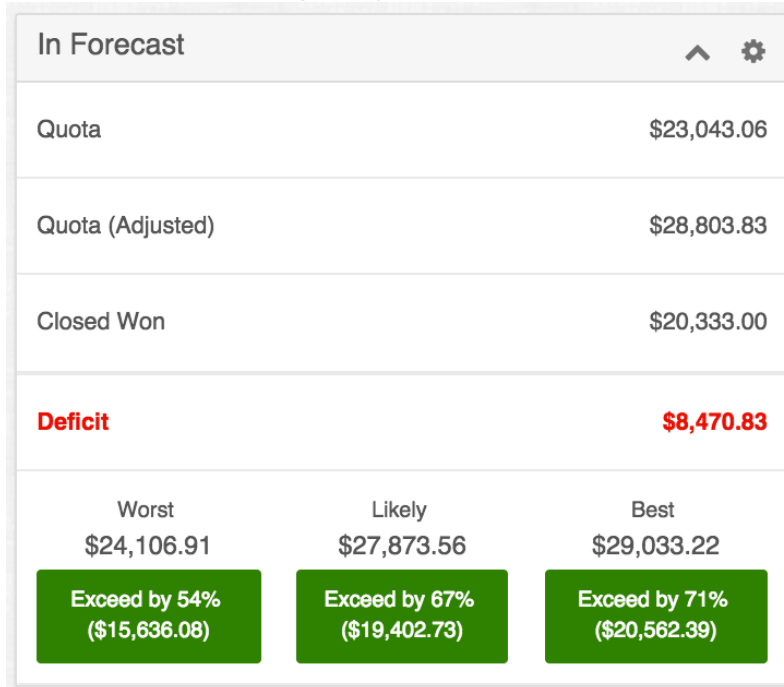 In Forecast
Quota $23,043.06
Quota (Adjusted) $28,803.83
Closed Won $20,333.00
Deficit $8,470.83
Worst Likely Best
$24,106.91 $27,873.56 $29,033.22
Exceed by 54% Exceed by 67% Exceed by 71%
($15,636.08) ($19,402.73) ($20,562.39)